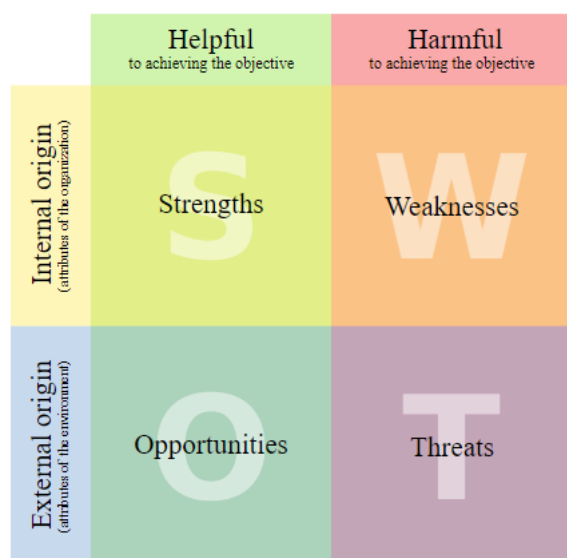 Helpful
to achieving the objective
Harmful
to achieving the objective
Internal origin
(attributes of the organization)
S
Strengths
W
Weaknesses
External origin
(attributes of the environment)
O
Opportunities
T
Threats